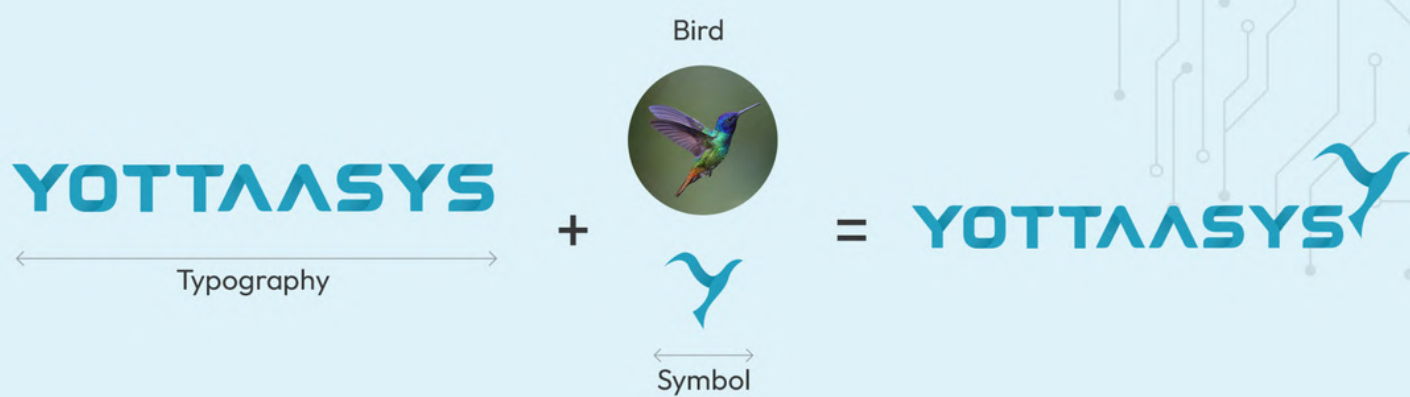 Bird
YOTTAASYS
+
=
YOTTAASYS
Typography
Symbol